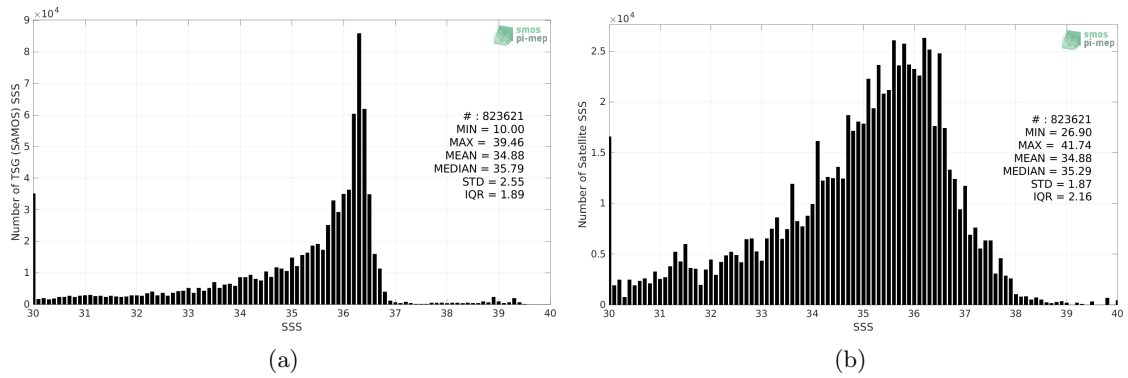 ×10⁴
9
8
7
6
5
4
3
2
1
0
Number of TSG (SAMOS) SSS
smos
pi-mep
# : 823621
MIN = 10.00
MAX = 39.46
MEAN = 34.88
MEDIAN = 35.79
STD = 2.55
IQR = 1.89
30 31 32 33 34 35 36 37 38 39 40
SSS
(a)
×10⁴
2.5
2
1.5
1
0.5
0
Number of Satellite SSS
smos
pi-mep
# : 823621
MIN = 26.90
MAX = 41.74
MEAN = 34.88
MEDIAN = 35.29
STD = 1.87
IQR = 2.16
30 31 32 33 34 35 36 37 38 39 40
SSS
(b)